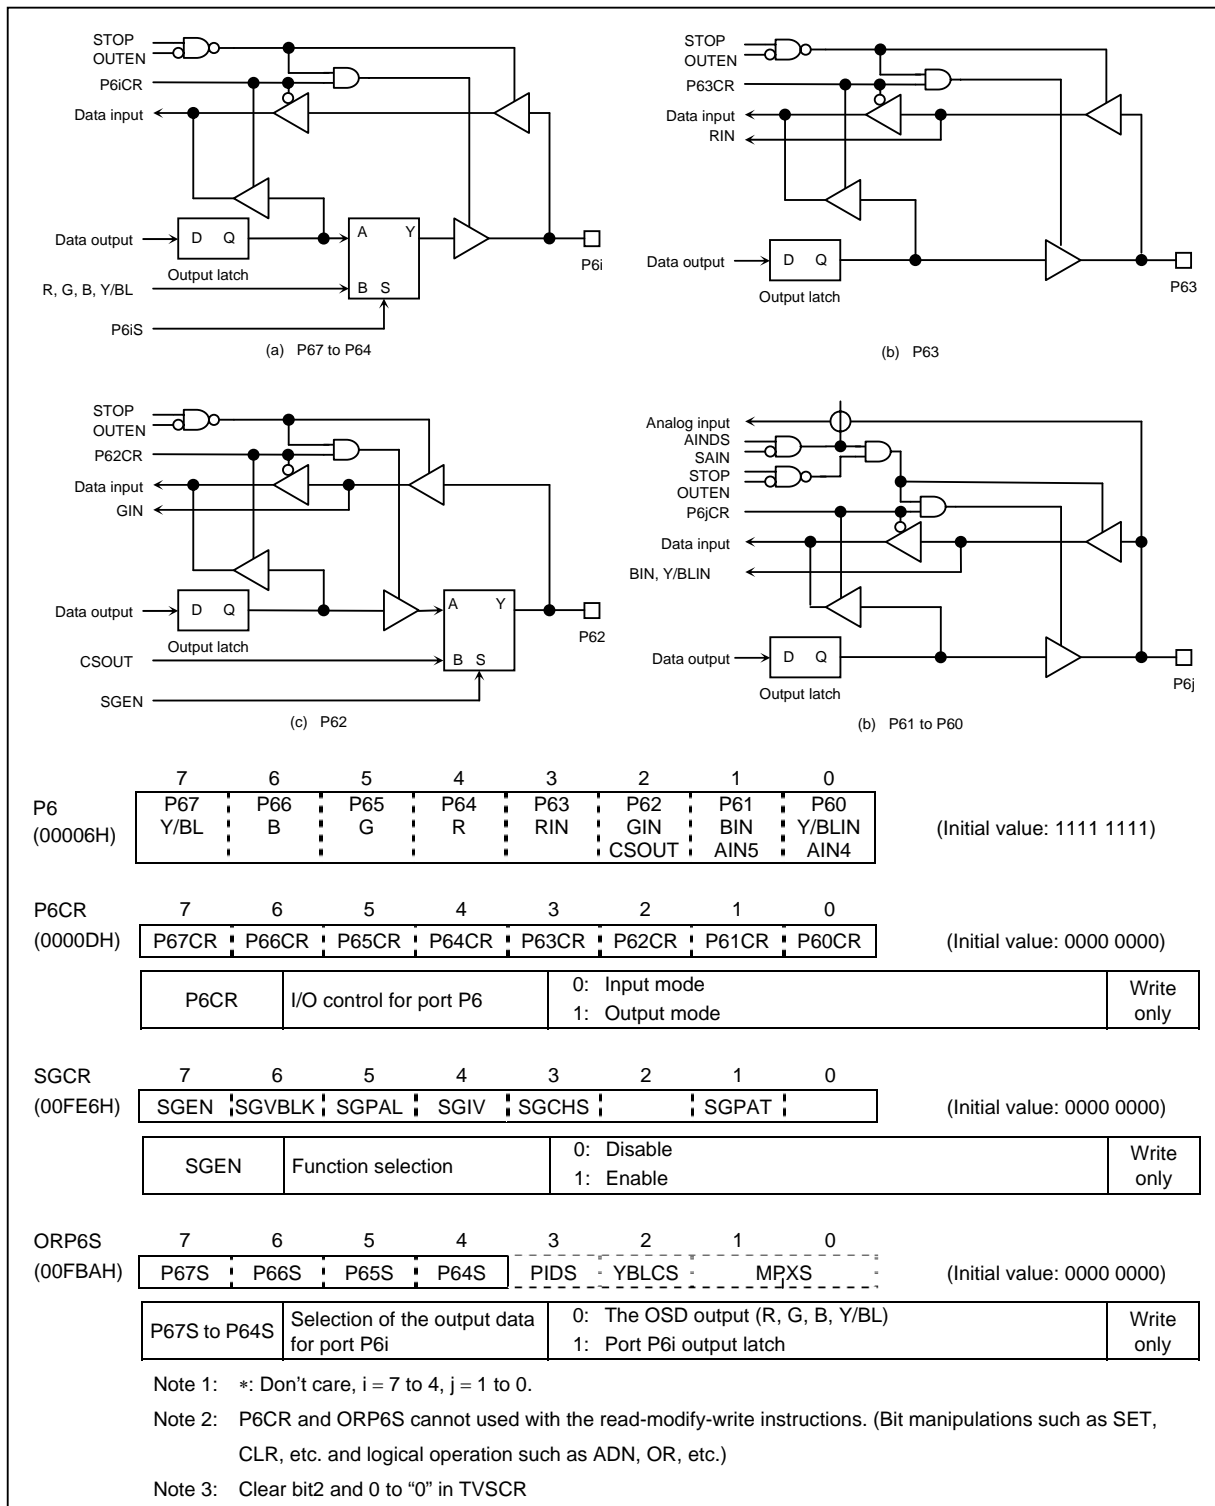 STOP
OUTEN
P6iCR
Data input
Data output
D Q
Output latch
A Y
B S
R, G, B, Y/BL
P6iS
P6i
(a) P67 to P64
STOP
OUTEN
P63CR
Data input
RIN
Data output
D Q
Output latch
P63
(b) P63
STOP
OUTEN
P62CR
Data input
GIN
Data output
D Q
Output latch
A Y
B S
CSOUT
SGEN
P62
(c) P62
Analog input
AINDS
SAIN
STOP
OUTEN
P6jCR
Data input
BIN, Y/BLIN
Data output
D Q
Output latch
P6j
(b) P61 to P60
7 6 5 4 3 2 1 0
P6 P67 P66 P65 P64 P63 P62 P61 P60
(00006H) Y/BL B G R RIN GIN BIN Y/BLIN (Initial value: 1111 1111)
CSOUT AIN5 AIN4
P6CR 7 6 5 4 3 2 1 0
(0000DH) P67CR P66CR P65CR P64CR P63CR P62CR P61CR P60CR (Initial value: 0000 0000)
P6CR I/O control for port P6 0: Input mode Write
1: Output mode only
SGCR 7 6 5 4 3 2 1 0
(00FE6H) SGEN SGVBLK SGPAL SGIV SGCHS SGPAT (Initial value: 0000 0000)
SGEN Function selection 0: Disable Write
1: Enable only
ORP6S 7 6 5 4 3 2 1 0
(00FBAH) P67S P66S P65S P64S PIDS YBLCS MPXS (Initial value: 0000 0000)
P67S to P64S Selection of the output data 0: The OSD output (R, G, B, Y/BL) Write
for port P6i 1: Port P6i output latch only
Note 1: *: Don't care, i = 7 to 4, j = 1 to 0.
Note 2: P6CR and ORP6S cannot used with the read-modify-write instructions. (Bit manipulations such as SET,
CLR, etc. and logical operation such as ADN, OR, etc.)
Note 3: Clear bit2 and 0 to “0” in TVSCR